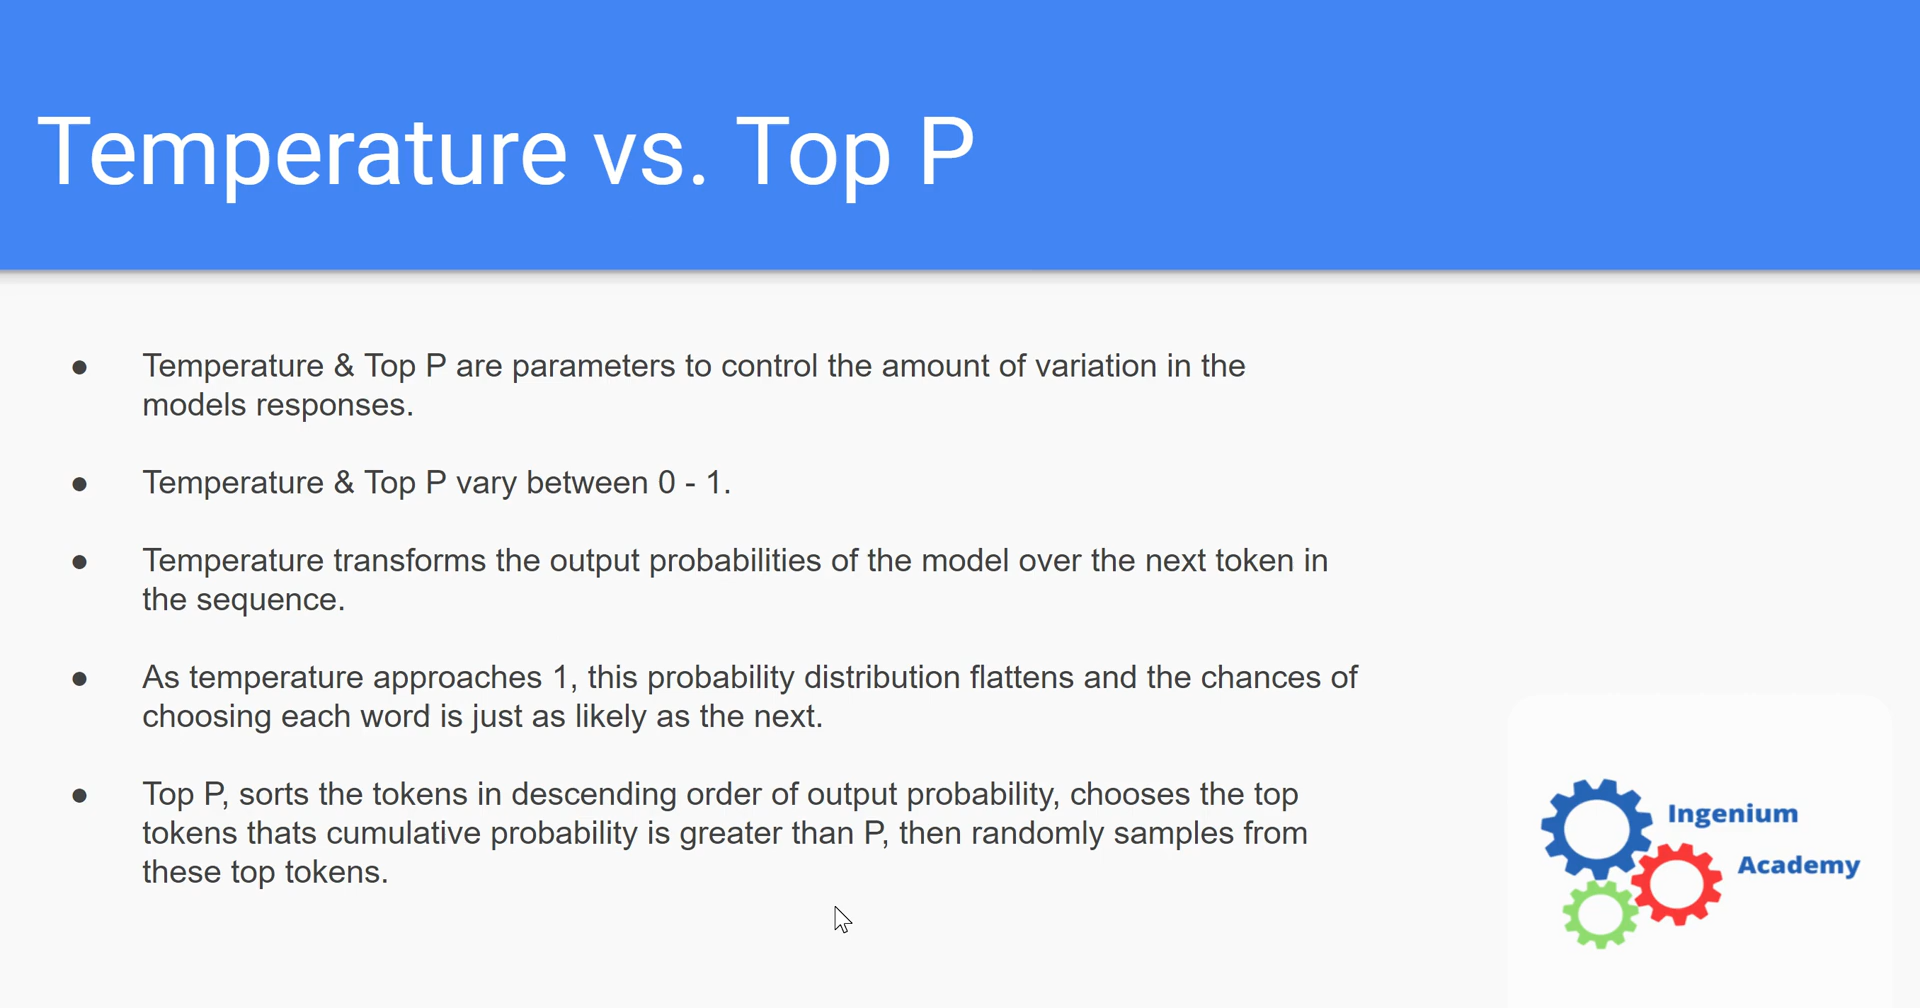 Temperature vs. Top P
● Temperature & Top P are parameters to control the amount of variation in the
models responses.
● Temperature & Top P vary between 0 - 1.
● Temperature transforms the output probabilities of the model over the next token in
the sequence.
● As temperature approaches 1, this probability distribution flattens and the chances of
choosing each word is just as likely as the next.
● Top P, sorts the tokens in descending order of output probability, chooses the top
tokens thats cumulative probability is greater than P, then randomly samples from
these top tokens.
Ingenium
Academy